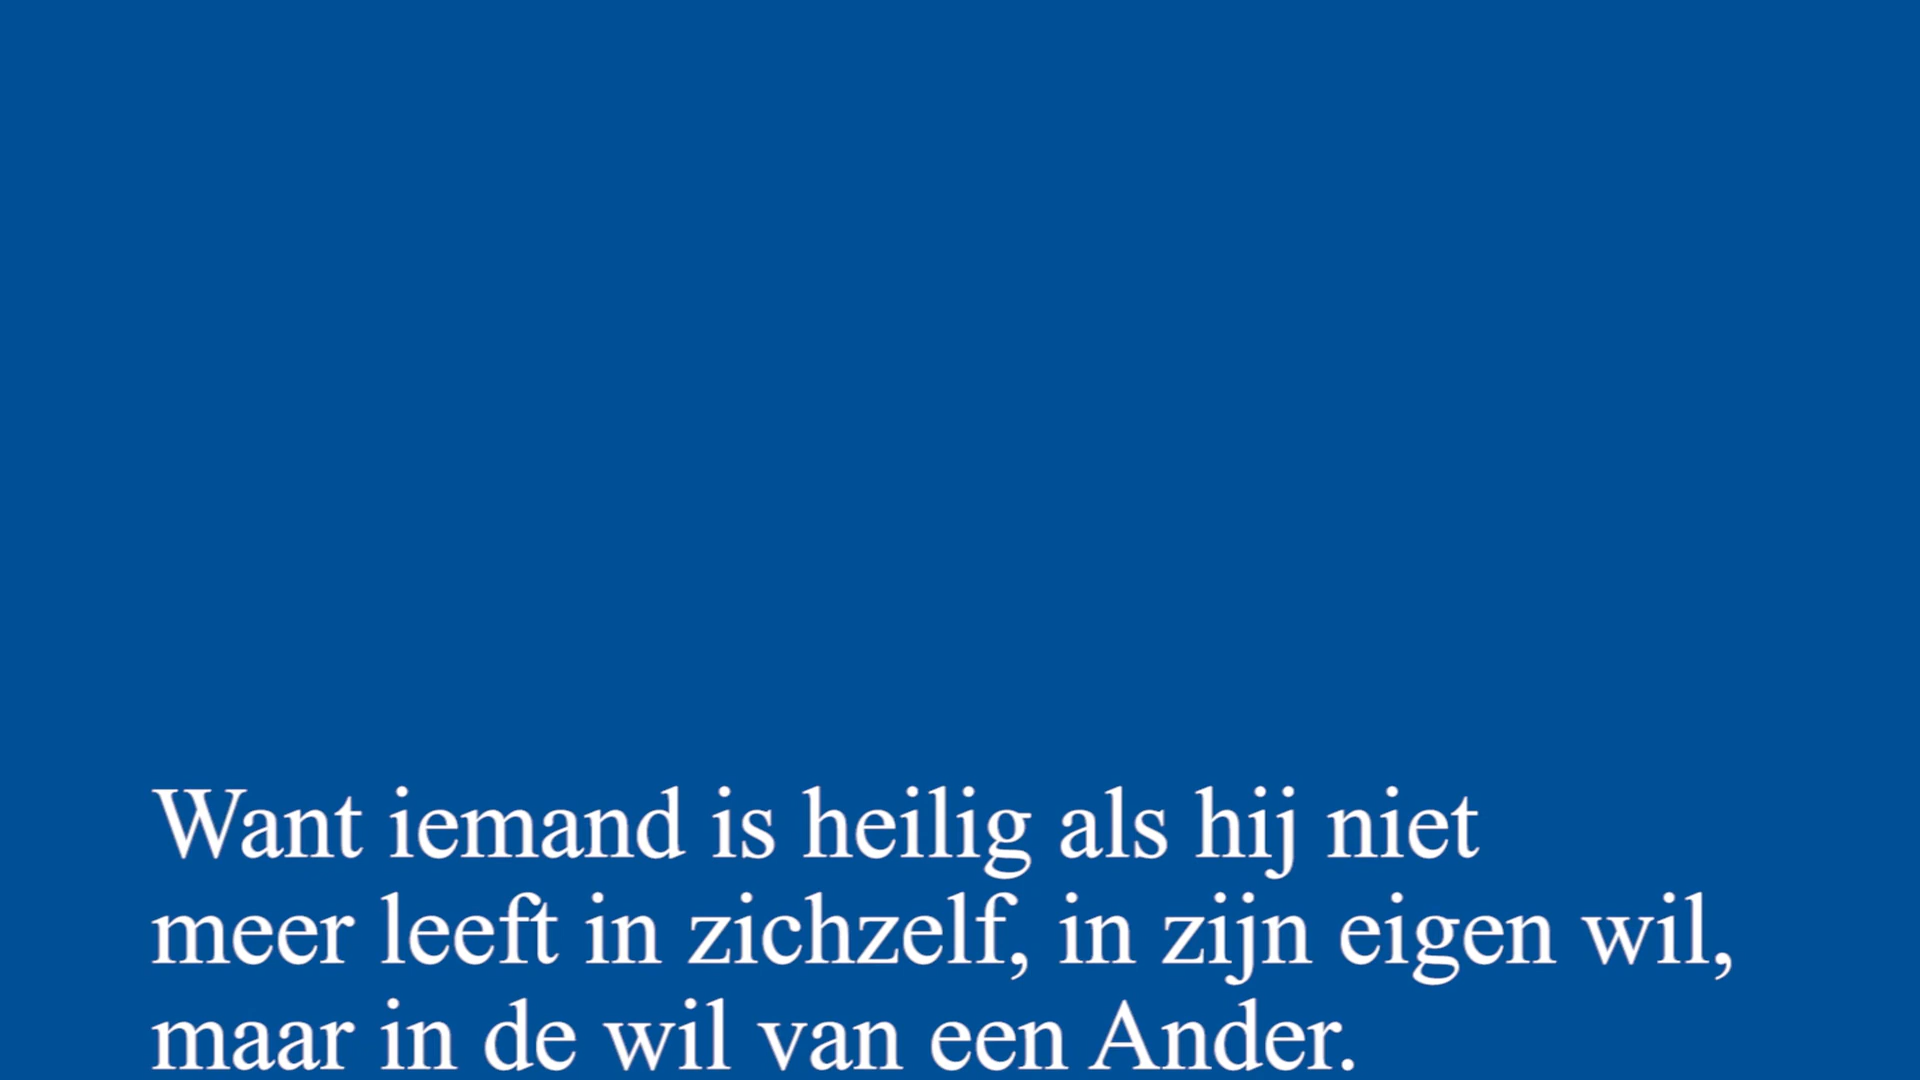 Want iemand is heilig als hij niet
meer leeft in zichzelf, in zijn eigen wil,
maar in de wil van een Ander.